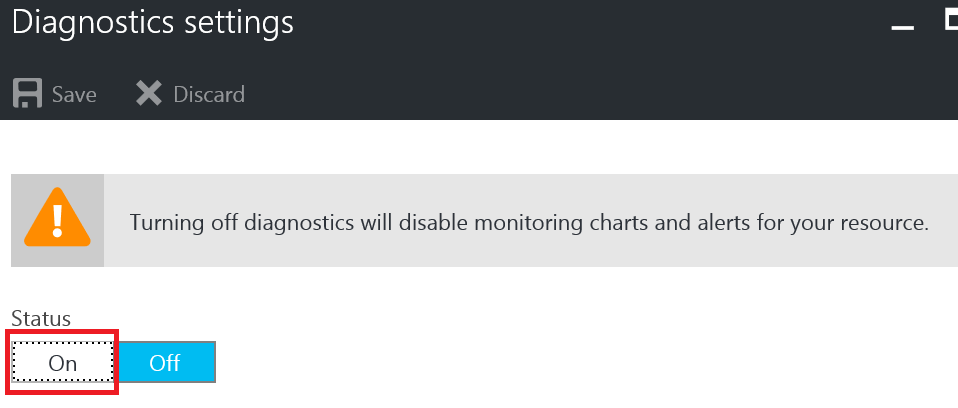 Diagnostics settings
Save Discard
Turning off diagnostics will disable monitoring charts and alerts for your resource.
Status
On Off